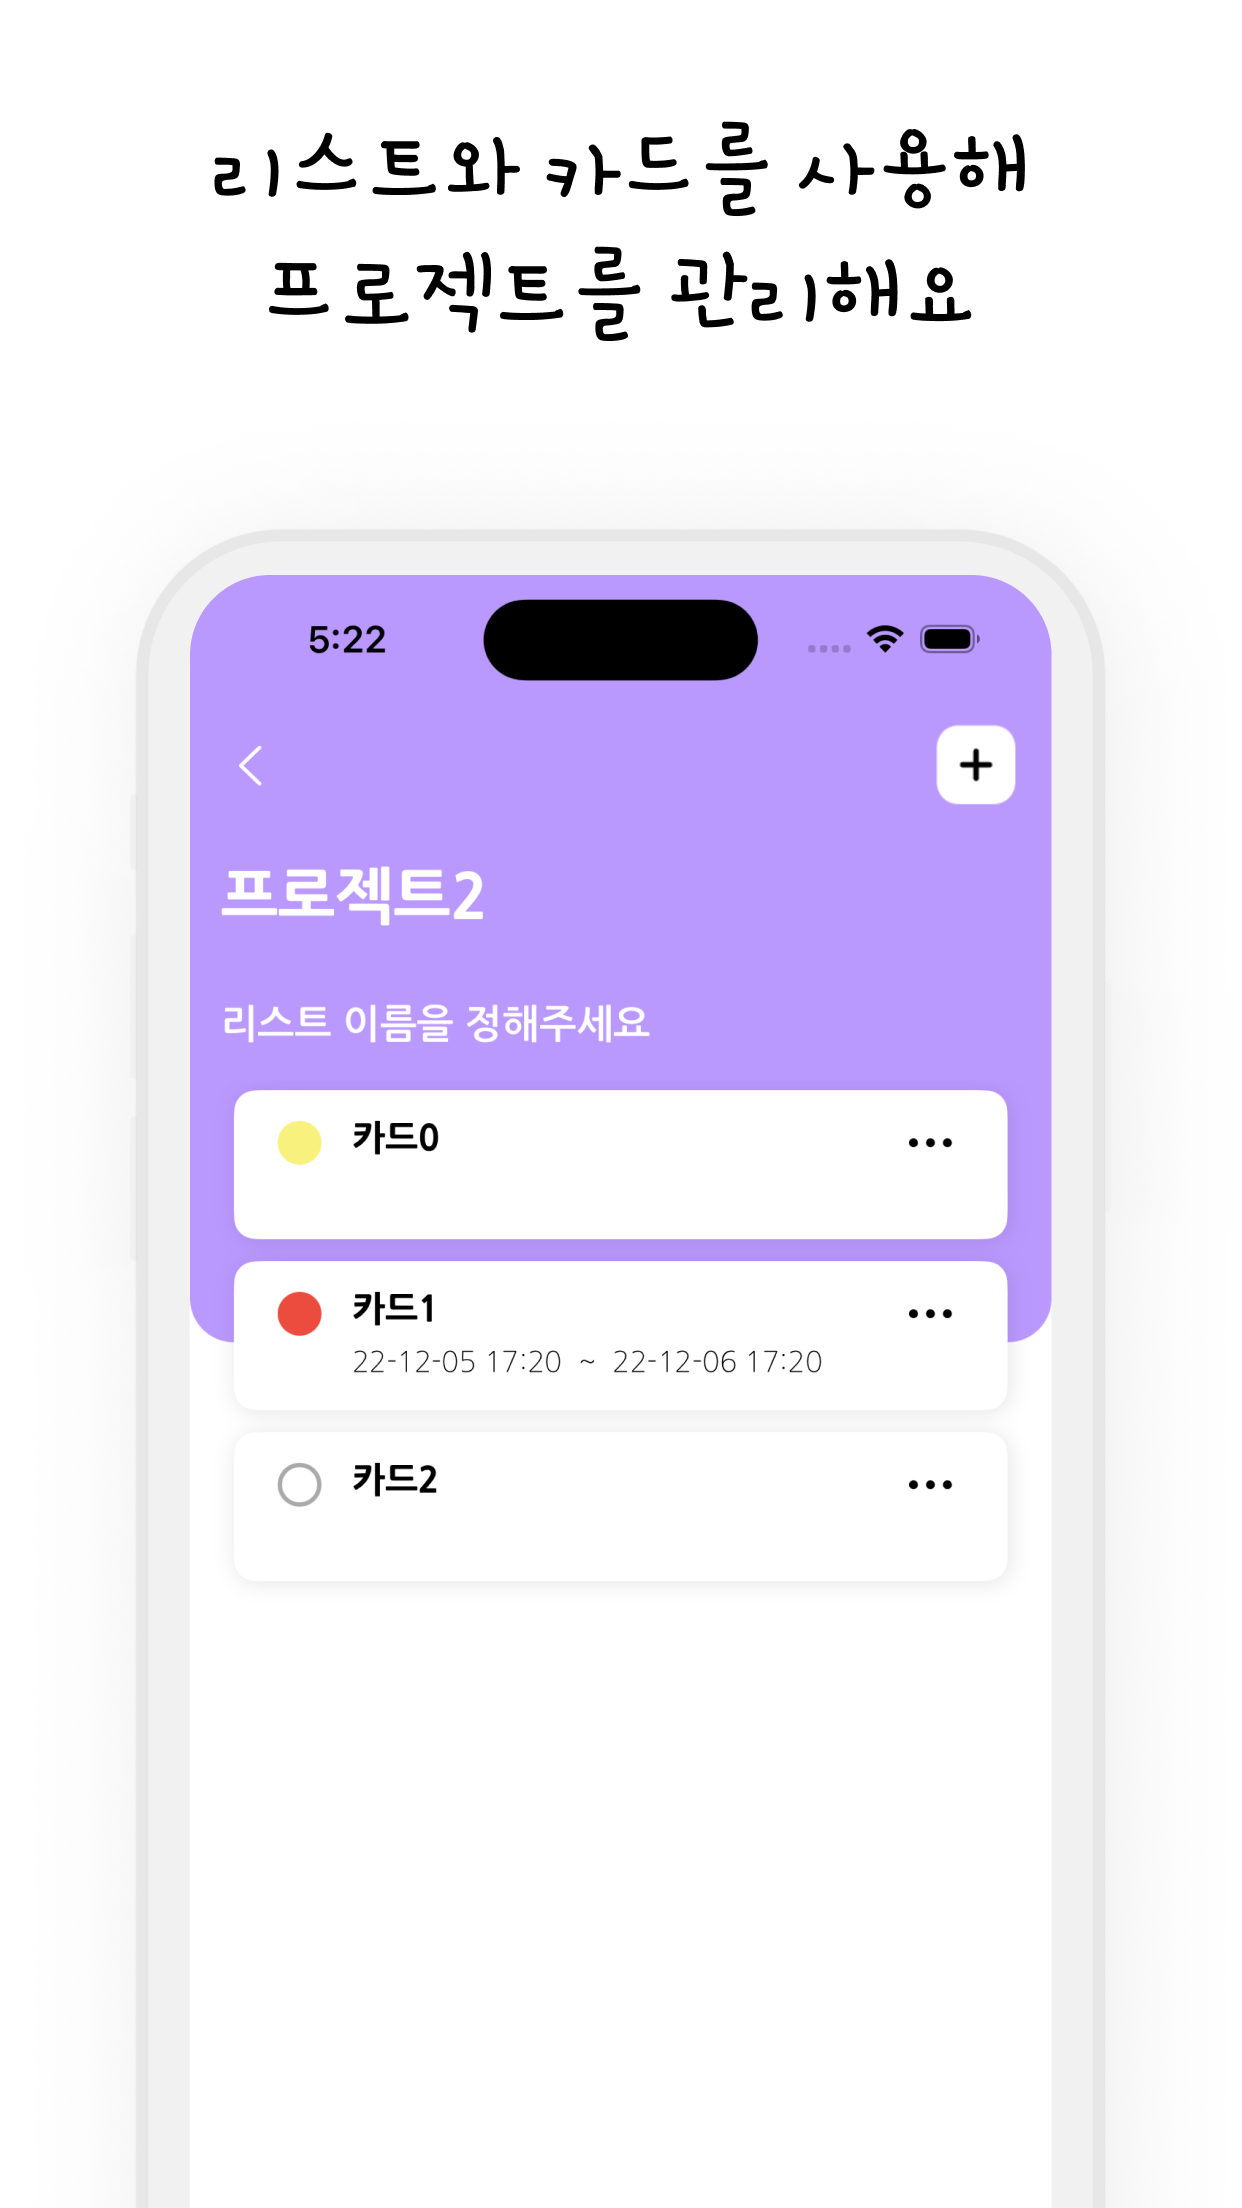 리스트와 카드를 사용해
프로젝트를 관리해요
5:22
프로젝트2
리스트 이름을 정해주세요
카드0
카드1
22-12-05 17:20 ~ 22-12-06 17:20
카드2